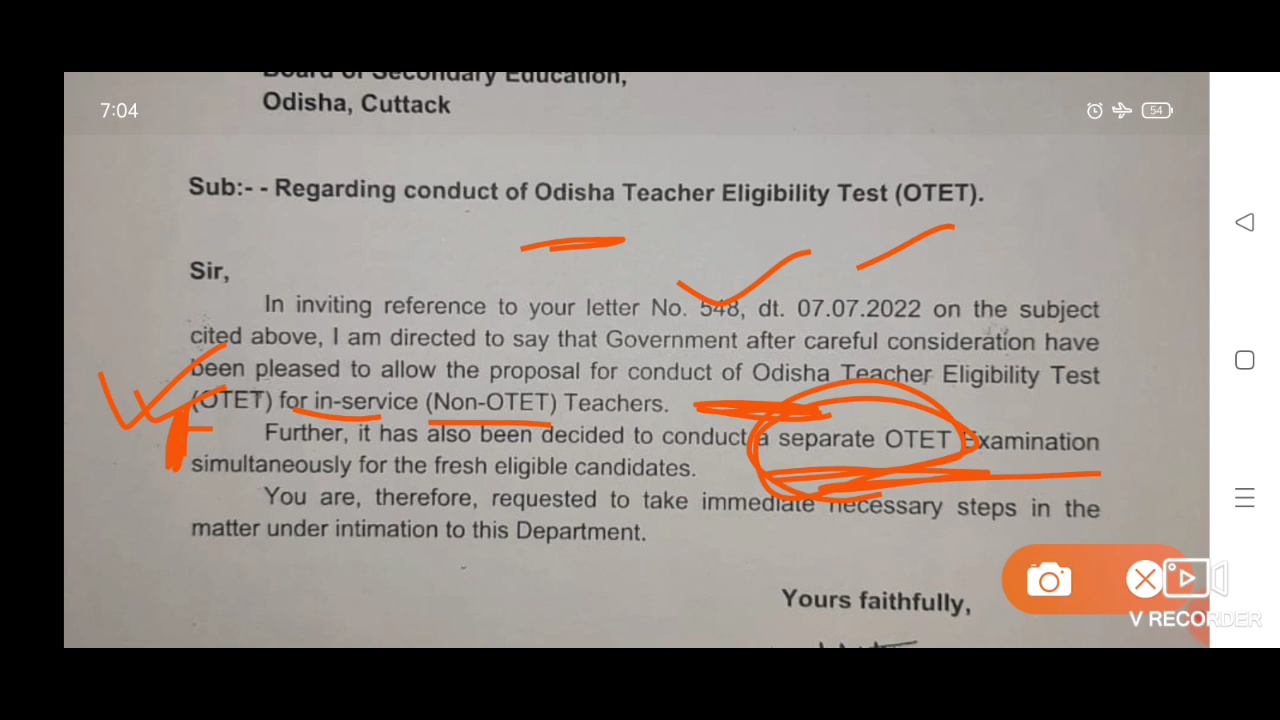 Board of Secondary Education,
7:04
Odisha, Cuttack
54
Sub:- - Regarding conduct of Odisha Teacher Eligibility Test (OTET).
Sir,
In inviting reference to your letter No. 548, dt. 07.07.2022 on the subject
cited above, I am directed to say that Government after careful consideration have
been pleased to allow the proposal for conduct of Odisha Teacher Eligibility Test
(OTET) for in-service (Non-OTET) Teachers.
Further, it has also been decided to conduct a separate OTET Examination
simultaneously for the fresh eligible candidates.
You are, therefore, requested to take immediate necessary steps in the
matter under intimation to this Department.
Yours faithfully,
V RECORDER